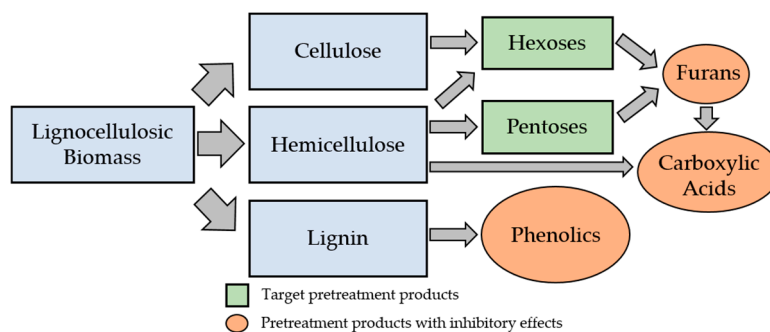 Cellulose
Hexoses
Furans
Lignocellulosic
Biomass
Hemicellulose
Pentoses
Carboxylic
Acids
Lignin
Phenolics
Target pretreatment products
Pretreatment products with inhibitory effects